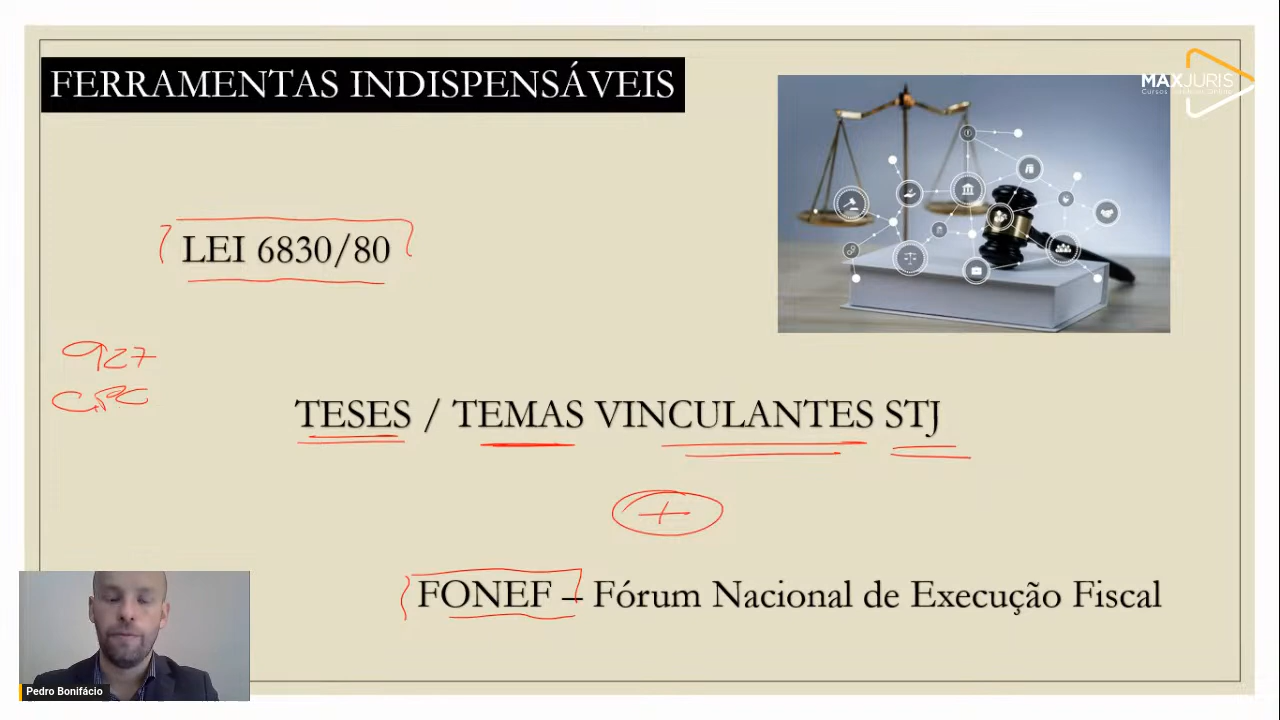 FERRAMENTAS INDISPENSÁVEIS
MAXJURIS
LEI 6830/80
927
CPC
TESES / TEMAS VINCULANTES STJ
+
FONEF – Fórum Nacional de Execução Fiscal
Pedro Bonifácio